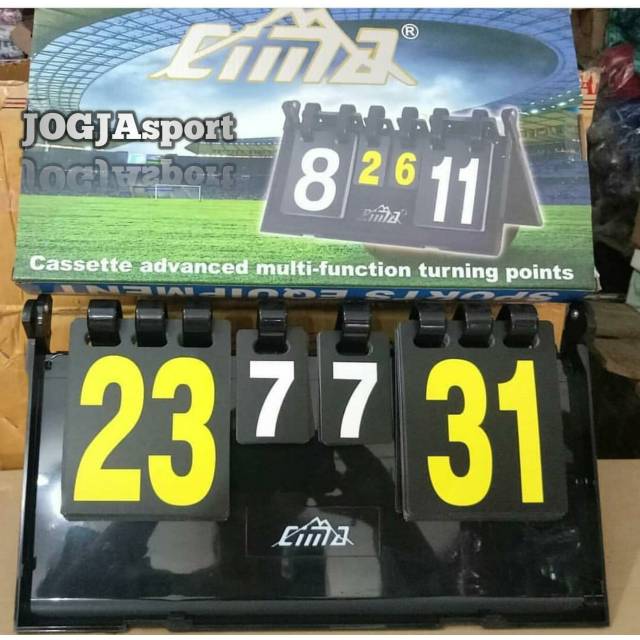 cima®
JOGJAsport
8 2 6 11
cima
Cassette advanced multi-function turning points
SPORTS EQUIPMENT
23 7 7 31
cima